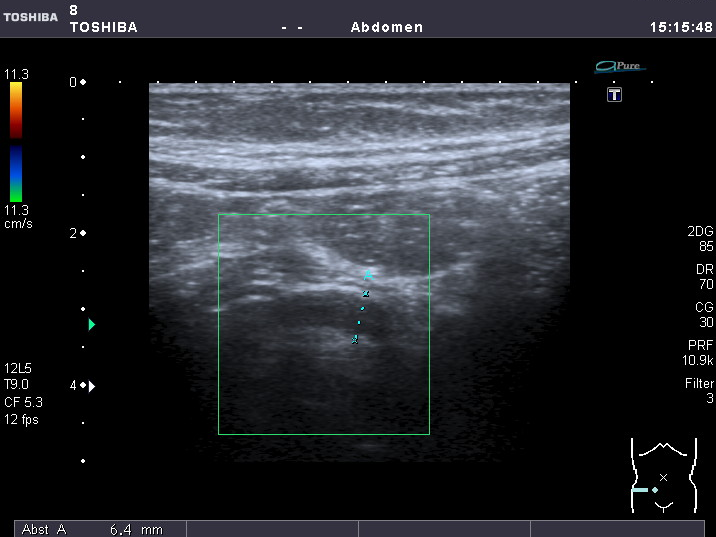 TOSHIBA
8
TOSHIBA
- -
Abdomen
15:15:48
11.3
11.3
cm/s
0
2
4
Pure
T
2DG
85
DR
70
CG
30
PRF
10.9k
Filter
3
12L5
T9.0
CF 5.3
12 fps
Abst A 6.4 mm